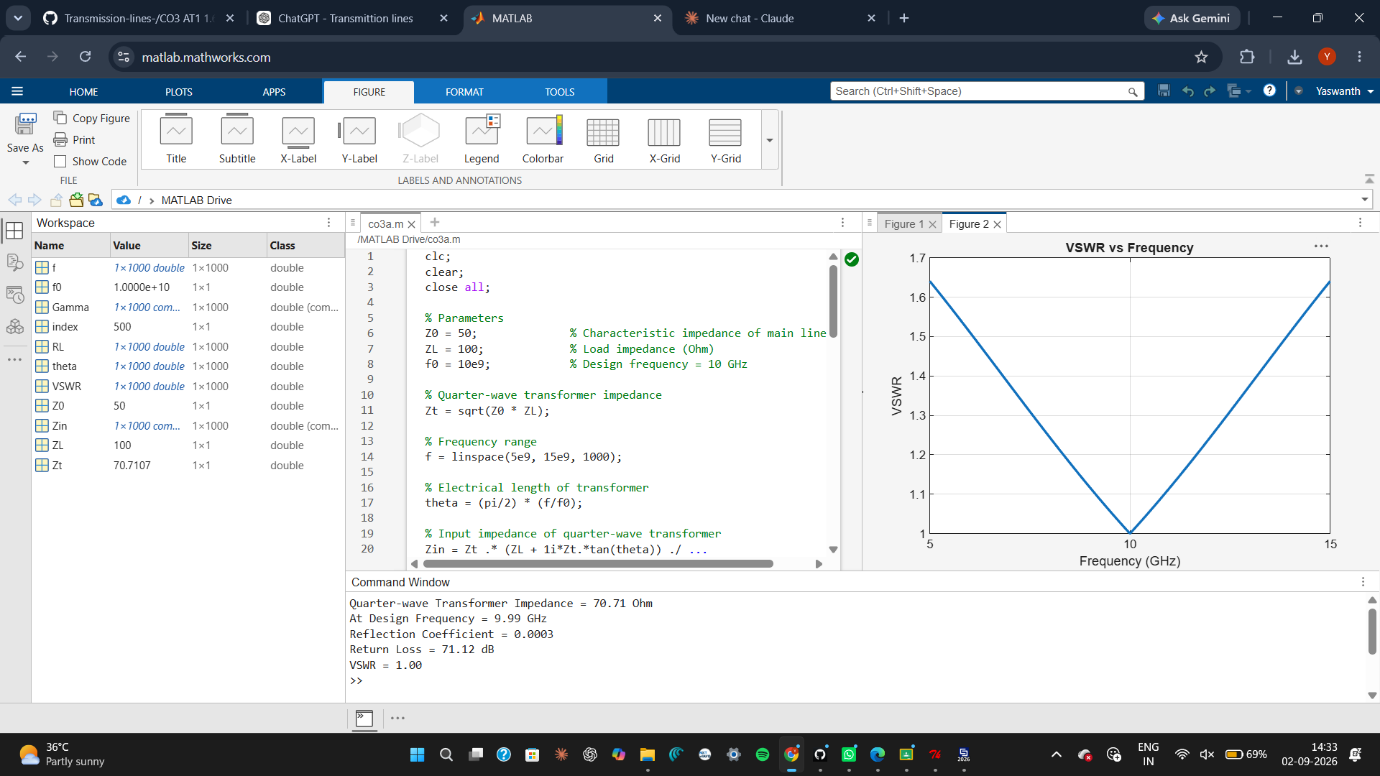 Transmission-lines-/CO3 AT1 1.
ChatGPT - Transmittion lines
MATLAB
New chat - Claude
Ask Gemini
matlab.mathworks.com
Y
HOME
PLOTS
APPS
FIGURE
FORMAT
TOOLS
Search (Ctrl+Shift+Space)
Yaswanth
Save As
Copy Figure
Print
Show Code
FILE
Title
Subtitle
X-Label
Y-Label
Z-Label
Legend
Colorbar
Grid
X-Grid
Y-Grid
LABELS AND ANNOTATIONS
/ > MATLAB Drive
Workspace
Name Value Size Class
f 1×1000 double 1×1000 double
f0 1.0000e+10 1×1 double
Gamma 1×1000 com... 1×1000 double (com...
index 500 1×1 double
RL 1×1000 double 1×1000 double
theta 1×1000 double 1×1000 double
VSWR 1×1000 double 1×1000 double
Z0 50 1×1 double
Zin 1×1000 com... 1×1000 double (com...
ZL 100 1×1 double
Zt 70.7107 1×1 double
co3a.m
/MATLAB Drive/co3a.m
1 clc;
2 clear;
3 close all;
4
5 % Parameters
6 Z0 = 50; % Characteristic impedance of main line
7 ZL = 100; % Load impedance (Ohm)
8 f0 = 10e9; % Design frequency = 10 GHz
9
10 % Quarter-wave transformer impedance
11 Zt = sqrt(Z0 * ZL);
12
13 % Frequency range
14 f = linspace(5e9, 15e9, 1000);
15
16 % Electrical length of transformer
17 theta = (pi/2) * (f/f0);
18
19 % Input impedance of quarter-wave transformer
20 Zin = Zt .* (ZL + 1i*Zt.*tan(theta)) ./ ...
Figure 1
Figure 2
VSWR vs Frequency
1.7
1.6
1.5
1.4
1.3
1.2
1.1
1
VSWR
5 10 15
Frequency (GHz)
Command Window
Quarter-wave Transformer Impedance = 70.71 Ohm
At Design Frequency = 9.99 GHz
Reflection Coefficient = 0.0003
Return Loss = 71.12 dB
VSWR = 1.00
>>
36°C
Partly sunny
ENG
IN
69%
14:33
02-09-2026